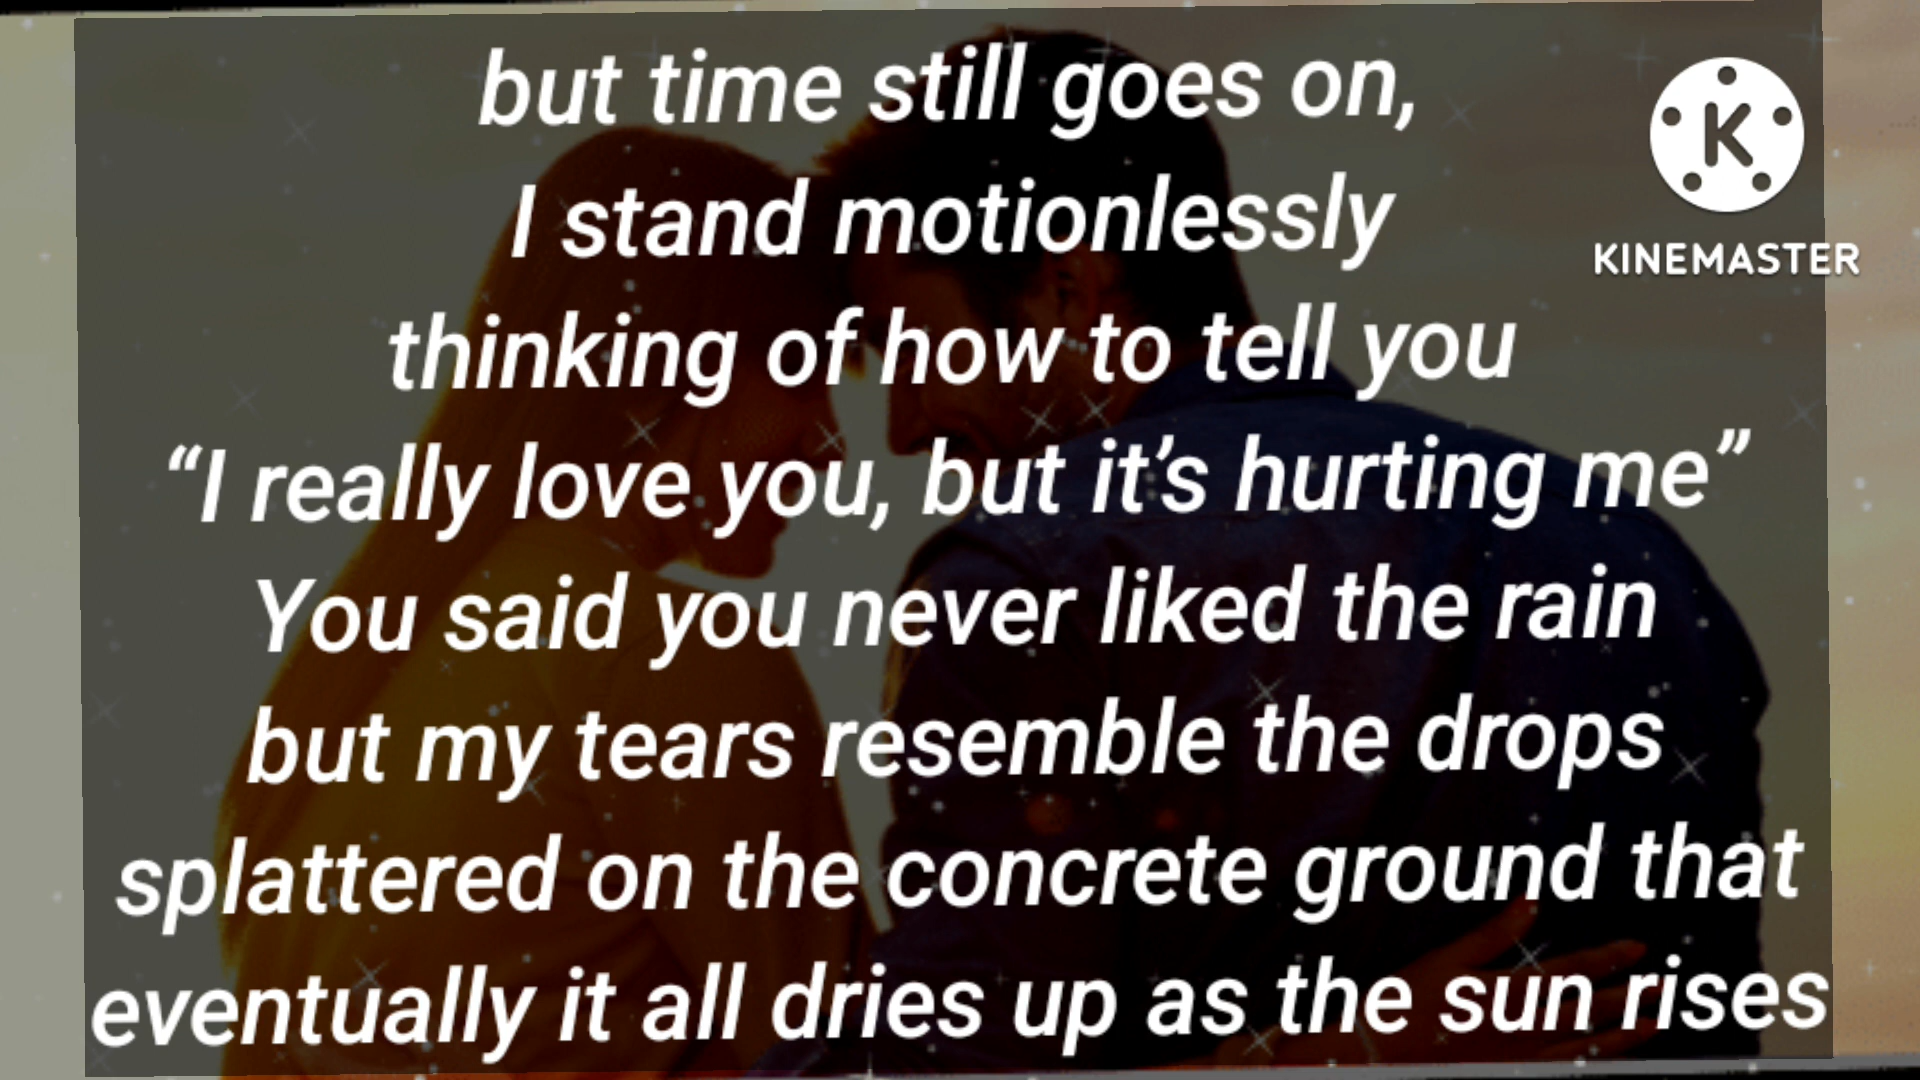 but time still goes on,
I stand motionlessly
thinking of how to tell you
“I really love you, but it’s hurting me”
You said you never liked the rain
but my tears resemble the drops
splattered on the concrete ground that
eventually it all dries up as the sun rises
K
KINEMASTER